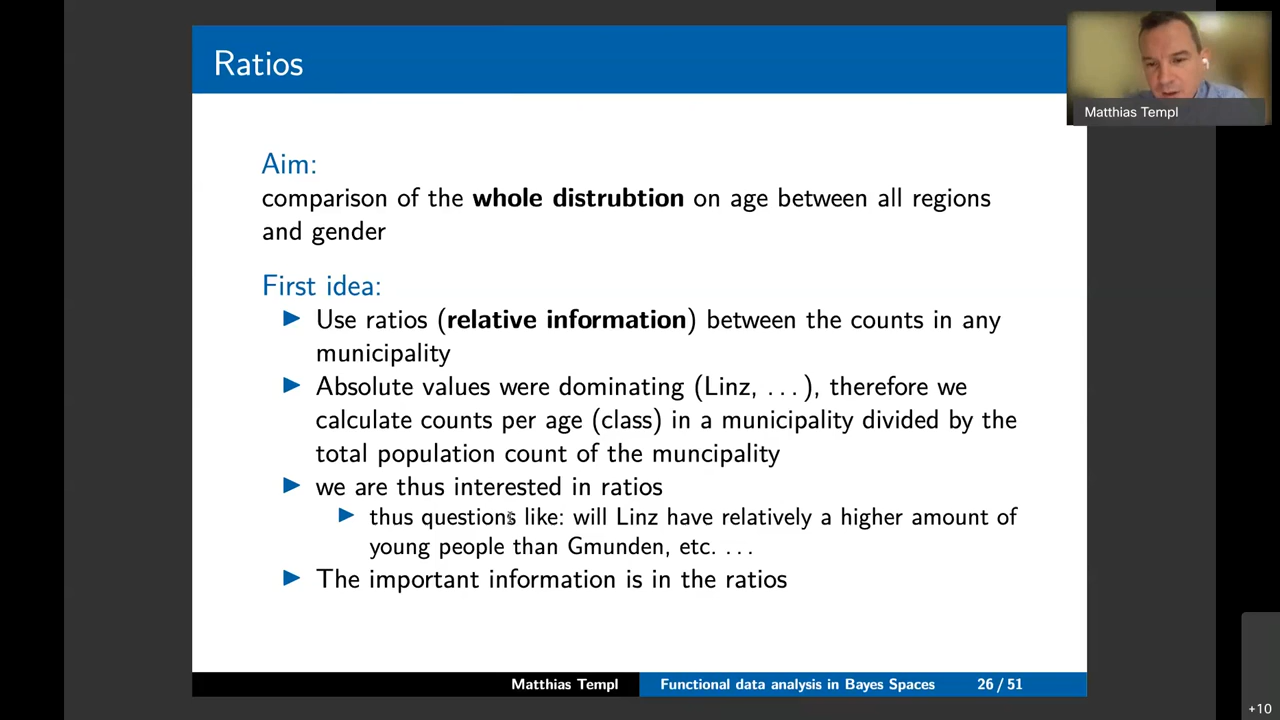 Ratios
Matthias Templ
Aim:
comparison of the whole distrubtion on age between all regions
and gender
First idea:
Use ratios (relative information) between the counts in any
municipality
Absolute values were dominating (Linz, ...), therefore we
calculate counts per age (class) in a municipality divided by the
total population count of the muncipality
we are thus interested in ratios
thus questions like: will Linz have relatively a higher amount of
young people than Gmunden, etc. ...
The important information is in the ratios
Matthias Templ
Functional data analysis in Bayes Spaces
26 / 51
+10